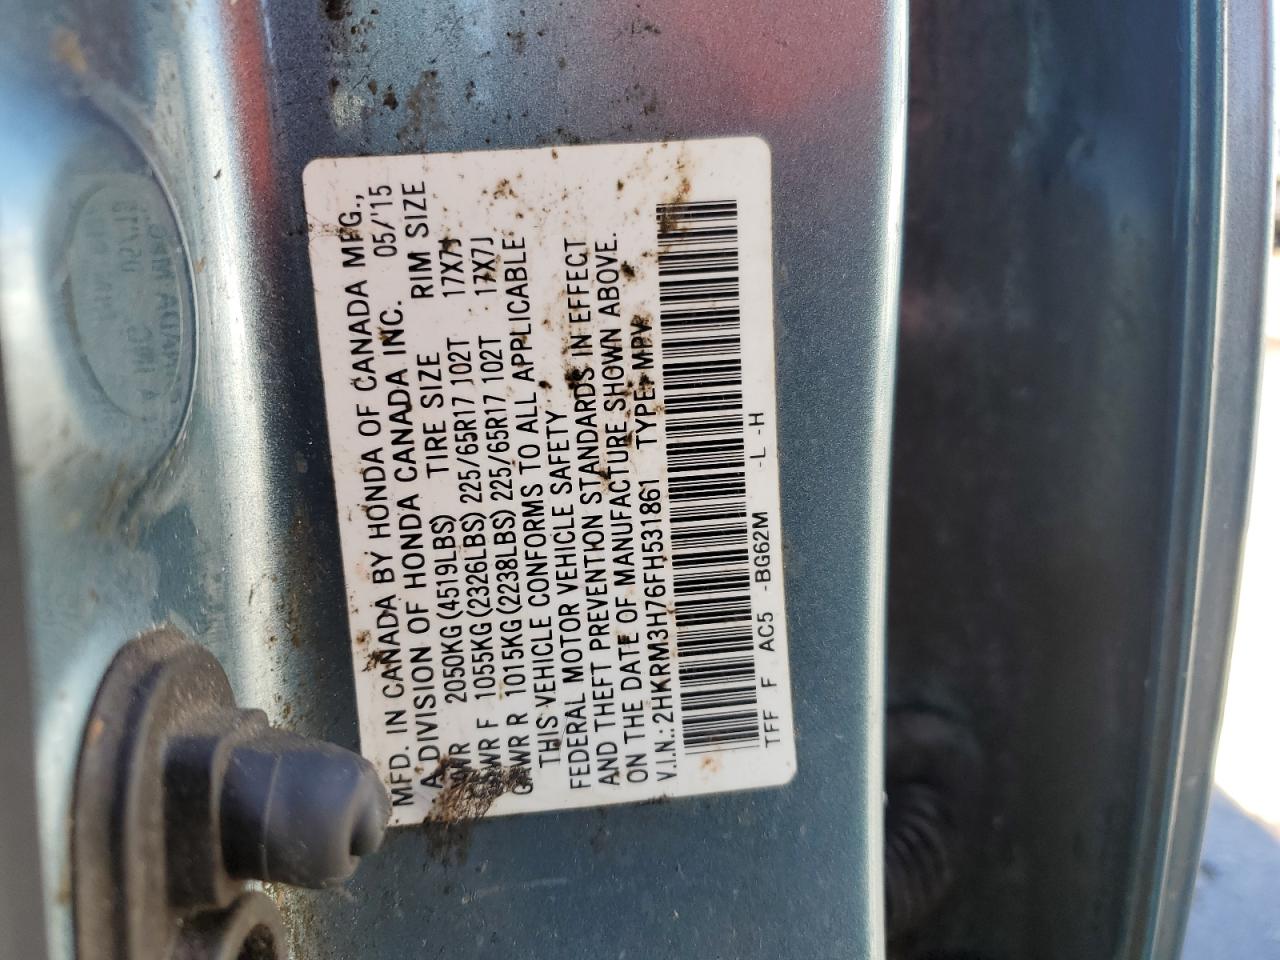 MFD. IN CANADA BY HONDA OF CANADA MFG.,
A DIVISION OF HONDA CANADA INC. 05/'15
TIRE SIZE RIM SIZE
GVWR 2050KG (4519LBS)
GAWR F 1055KG (2326LBS) 225/65R17 102T 17X7J
GAWR R 1015KG (2238LBS) 225/65R17 102T 17X7J
THIS VEHICLE CONFORMS TO ALL APPLICABLE
FEDERAL MOTOR VEHICLE SAFETY
AND THEFT PREVENTION STANDARDS IN EFFECT
ON THE DATE OF MANUFACTURE SHOWN ABOVE.
V.I.N.: 2HKRM3H76FH531861 TYPE: MPV
TFF F AC5 -BG62M -L -H